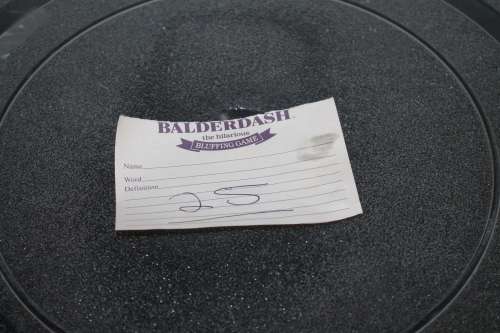 BALDERDASH
the hilarious
BLUFFING GAME
Name
Word
Definition
25